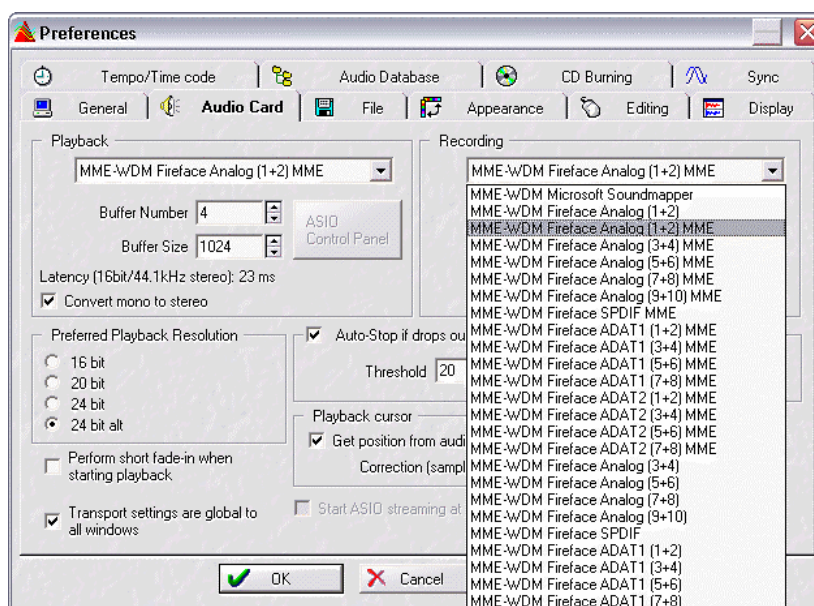 Preferences
Tempo/Time code
Audio Database
CD Burning
Sync
General
Audio Card
File
Appearance
Editing
Display
Playback
MME-WDM Fireface Analog (1+2) MME
Buffer Number 4
Buffer Size 1024
ASIO
Control Panel
Latency (16bit/44.1kHz stereo): 23 ms
Convert mono to stereo
Recording
MME-WDM Fireface Analog (1+2) MME
MME-WDM Microsoft Soundmapper
MME-WDM Fireface Analog (1+2)
MME-WDM Fireface Analog (1+2) MME
MME-WDM Fireface Analog (3+4) MME
MME-WDM Fireface Analog (5+6) MME
MME-WDM Fireface Analog (7+8) MME
MME-WDM Fireface Analog (9+10) MME
MME-WDM Fireface SPDIF MME
MME-WDM Fireface ADAT1 (1+2) MME
MME-WDM Fireface ADAT1 (3+4) MME
MME-WDM Fireface ADAT1 (5+6) MME
MME-WDM Fireface ADAT1 (7+8) MME
MME-WDM Fireface ADAT2 (1+2) MME
MME-WDM Fireface ADAT2 (3+4) MME
MME-WDM Fireface ADAT2 (5+6) MME
MME-WDM Fireface ADAT2 (7+8) MME
MME-WDM Fireface Analog (3+4)
MME-WDM Fireface Analog (5+6)
MME-WDM Fireface Analog (7+8)
MME-WDM Fireface Analog (9+10)
MME-WDM Fireface SPDIF
MME-WDM Fireface ADAT1 (1+2)
MME-WDM Fireface ADAT1 (3+4)
MME-WDM Fireface ADAT1 (5+6)
MME-WDM Fireface ADAT1 (7+8)
Preferred Playback Resolution
16 bit
20 bit
24 bit
24 bit alt
Auto-Stop if drops ou
Threshold 20
Playback cursor
Get position from audi
Correction (sampl
Perform short fade-in when
starting playback
Transport settings are global to
all windows
Start ASIO streaming at
OK
Cancel